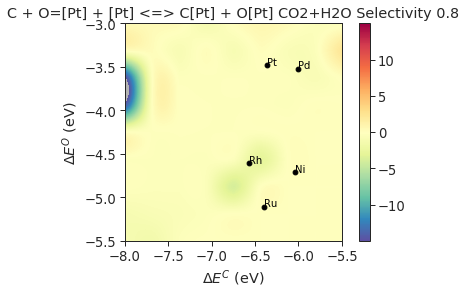 C + O=[Pt] + [Pt] <=> C[Pt] + O[Pt] CO2+H2O Selectivity 0.8
−3.0
−3.5
−4.0
−4.5
−5.0
−5.5
ΔE^O (eV)
Pt
Pd
Rh
Ni
Ru
10
5
0
−5
−10
−8.0 −7.5 −7.0 −6.5 −6.0 −5.5
ΔE^C (eV)